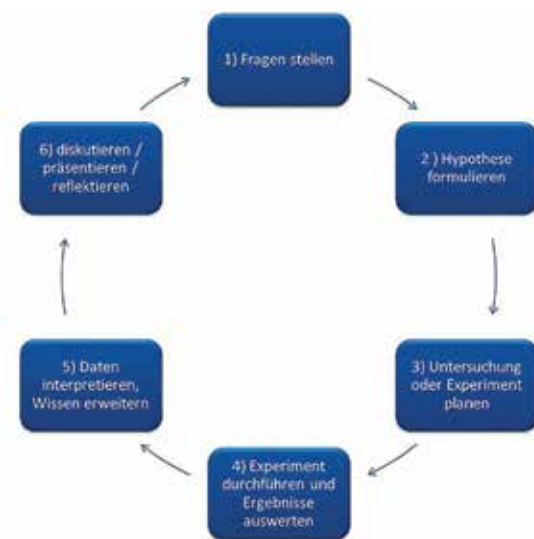 1) Fragen stellen
2 ) Hypothese
formulieren
3) Untersuchung
oder Experiment
planen
4) Experiment
durchführen und
Ergebnisse
auswerten
5) Daten
interpretieren,
Wissen erweitern
6) diskutieren /
präsentieren /
reflektieren